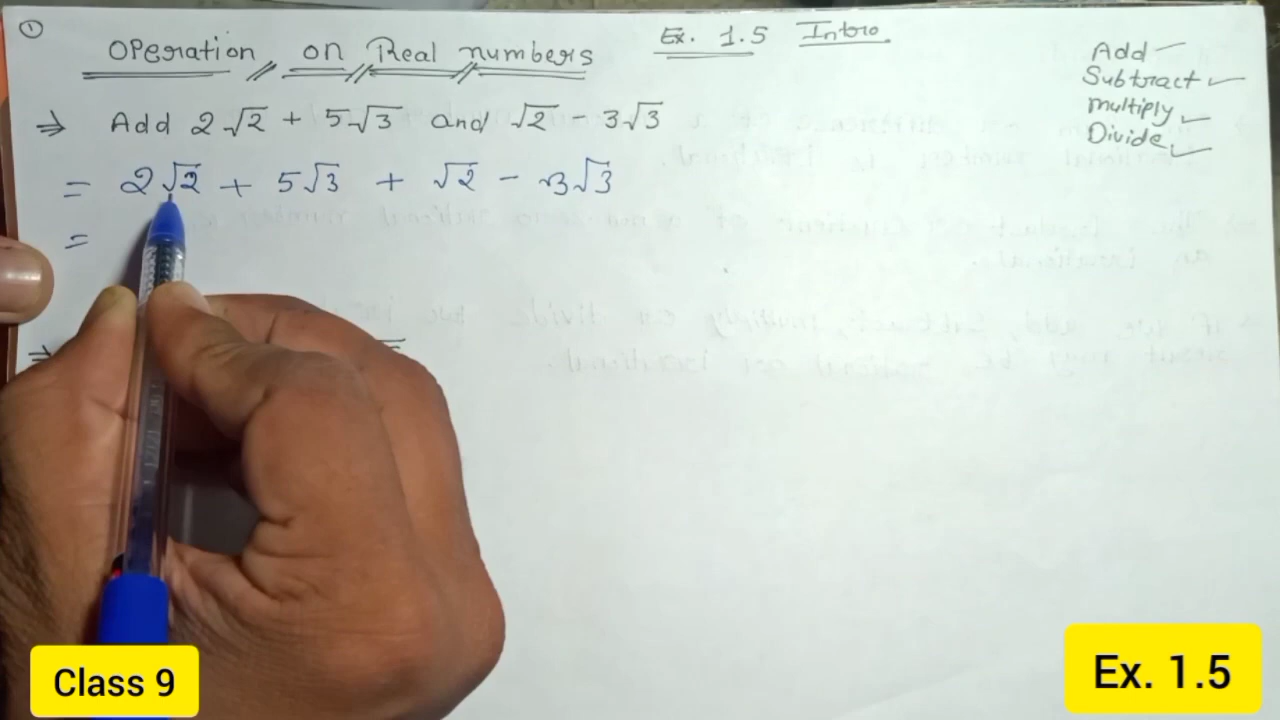 ①
Operation on Real numbers
Ex. 1.5 Intro.
Add
Subtract
multiply
Divide
⇒ Add 2√2 + 5√3 and √2 - 3√3
= 2√2 + 5√3 + √2 - 3√3
=
⇒
Class 9
Ex. 1.5